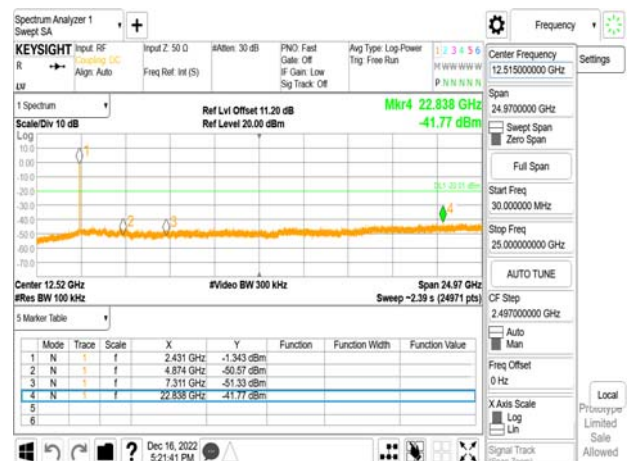 Spectrum Analyzer 1
Swept SA
Frequency
KEYSIGHT
R
Input: RF
Coupling: DC
Align: Auto
Input Z: 50 Ω
Freq Ref: Int (S)
#Atten: 30 dB
PNO: Fast
Gate: Off
IF Gain: Low
Sig Track: Off
Avg Type: Log-Power
Trig: Free Run
1 2 3 4 5 6
M W W W W W
P N N N N N
LVI
Center Frequency
12.515000000 GHz
Settings
Span
24.9700000 GHz
Swept Span
Zero Span
Full Span
Start Freq
30.000000 MHz
Stop Freq
25.000000000 GHz
AUTO TUNE
CF Step
2.497000000 GHz
Auto
Man
Freq Offset
0 Hz
X Axis Scale
Log
Lin
Signal Track
Local
Prototype
Limited
Sale
Allowed
1 Spectrum
Scale/Div 10 dB
Log
Ref Lvl Offset 11.20 dB
Ref Level 20.00 dBm
Mkr4 22.838 GHz
-41.77 dBm
10.0
0.00
-10.0
-20.0
-30.0
-40.0
-50.0
-60.0
-70.0
1
2
3
4
Center 12.52 GHz
#Res BW 100 kHz
#Video BW 300 kHz
Span 24.97 GHz
Sweep ~2.39 s (24971 pts)
5 Marker Table
Mode Trace Scale X Y Function Function Width Function Value
1 N 1 f 2.431 GHz -1.343 dBm
2 N 1 f 4.874 GHz -50.57 dBm
3 N 1 f 7.311 GHz -51.33 dBm
4 N 1 f 22.838 GHz -41.77 dBm
5
6
?
Dec 16, 2022
5:21:41 PM